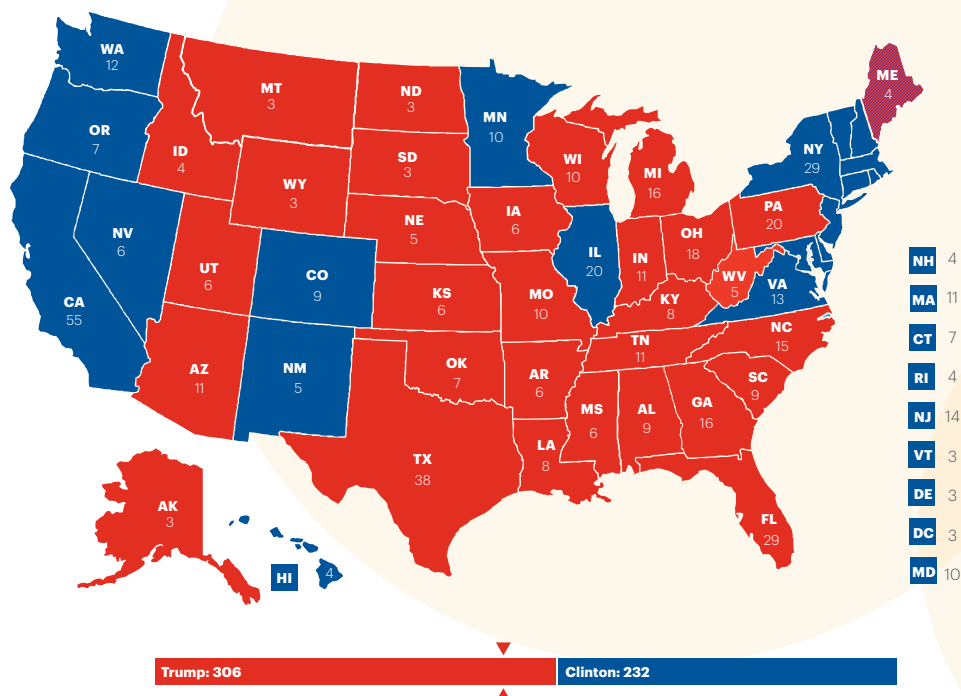 WA
12
MT
3
ND
3
MN
10
ME
4
OR
7
ID
4
WY
3
SD
3
WI
10
MI
16
NY
29
NV
6
UT
6
CO
9
NE
5
IA
6
IL
20
IN
11
OH
18
PA
20
WV
5
VA
13
CA
55
KS
6
MO
10
KY
8
AZ
11
NM
5
OK
7
AR
6
TN
11
NC
15
SC
9
TX
38
LA
8
MS
6
AL
9
GA
16
FL
29
AK
3
HI
4
NH 4
MA 11
CT 7
RI 4
NJ 14
VT 3
DE 3
DC 3
MD 10
Trump: 306
Clinton: 232